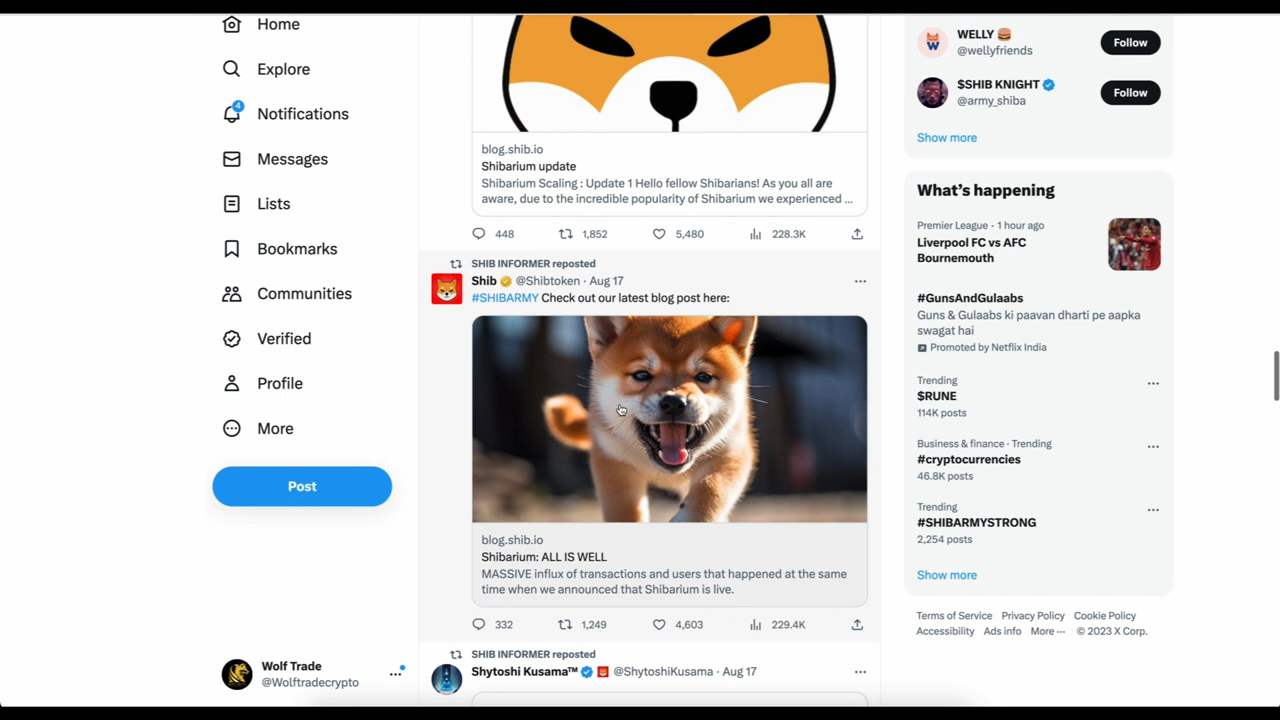 Home
Explore
4
Notifications
Messages
Lists
Bookmarks
Communities
Verified
Profile
More
Post
Wolf Trade
@Wolftradecrypto
blog.shib.io
Shibarium update
Shibarium Scaling : Update 1 Hello fellow Shibarians! As you all are
aware, due to the incredible popularity of Shibarium we experienced ...
448 1,852 5,480 228.3K
SHIB INFORMER reposted
Shib @Shibtoken · Aug 17
#SHIBARMY Check out our latest blog post here:
blog.shib.io
Shibarium: ALL IS WELL
MASSIVE influx of transactions and users that happened at the same
time when we announced that Shibarium is live.
332 1,249 4,603 229.4K
SHIB INFORMER reposted
Shytoshi Kusama™ @ShytoshiKusama · Aug 17
WELLY
@wellyfriends
Follow
$SHIB KNIGHT
@army_shiba
Follow
Show more
What's happening
Premier League · 1 hour ago
Liverpool FC vs AFC
Bournemouth
#GunsAndGulaabs
Guns & Gulaabs ki paavan dharti pe aapka
swagat hai
Promoted by Netflix India
Trending
$RUNE
114K posts
Business & finance · Trending
#cryptocurrencies
46.8K posts
Trending
#SHIBARMYSTRONG
2,254 posts
Show more
Terms of Service Privacy Policy Cookie Policy
Accessibility Ads info More ··· © 2023 X Corp.